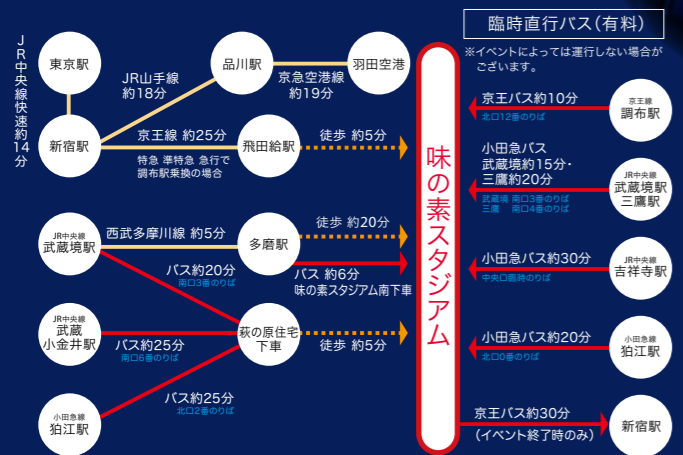 JR中央線快速約14分
東京駅
JR山手線
約18分
品川駅
京急空港線
約19分
羽田空港
新宿駅
京王線 約25分
特急 準特急 急行で
調布駅乗換の場合
飛田給駅
徒歩 約5分
JR中央線
武蔵境駅
西武多摩川線 約5分
多磨駅
徒歩 約20分
バス 約6分
味の素スタジアム南下車
バス約20分
南口3番のりば
JR中央線
武蔵
小金井駅
バス約25分
南口6番のりば
萩の原住宅
下車
徒歩 約5分
小田急線
狛江駅
バス約25分
北口2番のりば
味の素スタジアム
臨時直行バス(有料)
※イベントによっては運行しない場合が
ございます。
京王バス約10分
北口12番のりば
京王線
調布駅
小田急バス
武蔵境約15分・
三鷹約20分
武蔵境 南口3番のりば
三鷹 南口4番のりば
JR中央線
武蔵境駅
三鷹駅
小田急バス約30分
中央口臨時のりば
JR中央線
吉祥寺駅
小田急バス約20分
北口0番のりば
小田急線
狛江駅
京王バス約30分
(イベント終了時のみ)
新宿駅